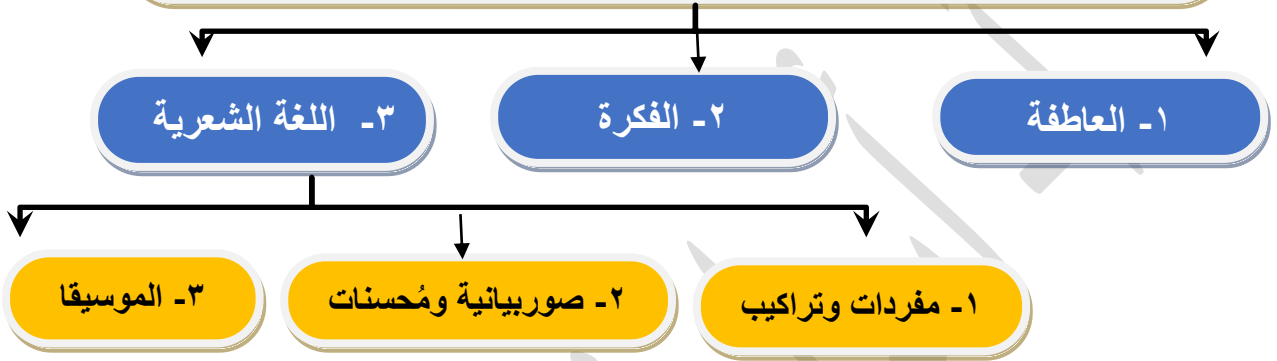 ١- العاطفة
٢- الفكرة
٣- اللغة الشعرية
١- مفردات وتراكيب
٢- صوربيانية ومُحسنات
٣- الموسيقا